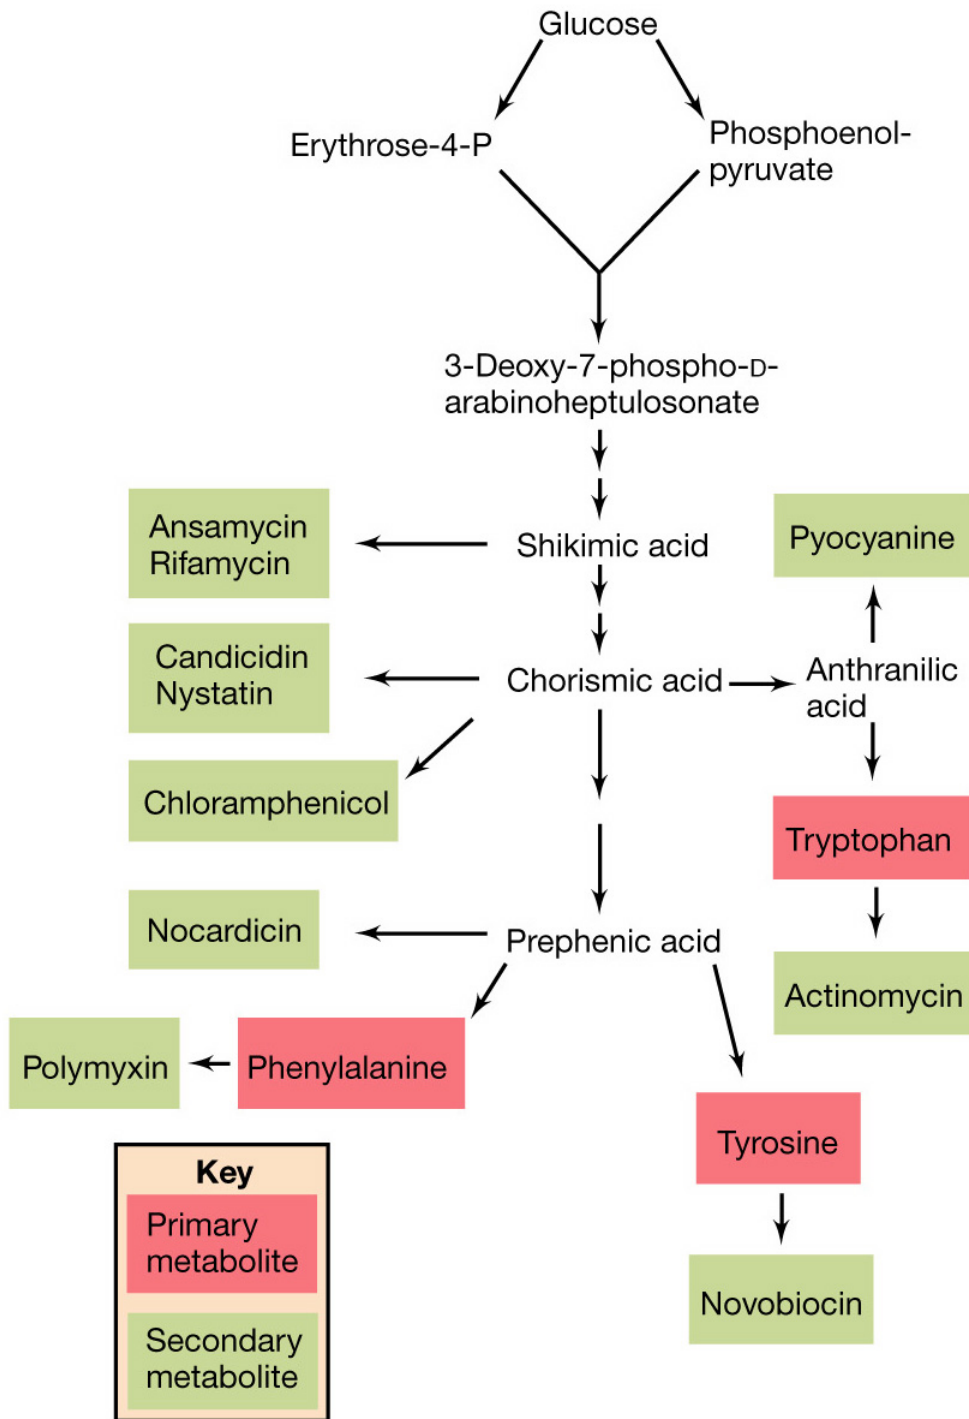 Glucose
Erythrose-4-P
Phosphoenol-
pyruvate
3-Deoxy-7-phospho-D-
arabinoheptulosonate
Ansamycin
Rifamycin
Shikimic acid
Pyocyanine
Candicidin
Nystatin
Chorismic acid
Anthranilic
acid
Chloramphenicol
Tryptophan
Nocardicin
Prephenic acid
Actinomycin
Polymyxin
Phenylalanine
Tyrosine
Novobiocin
Key
Primary
metabolite
Secondary
metabolite